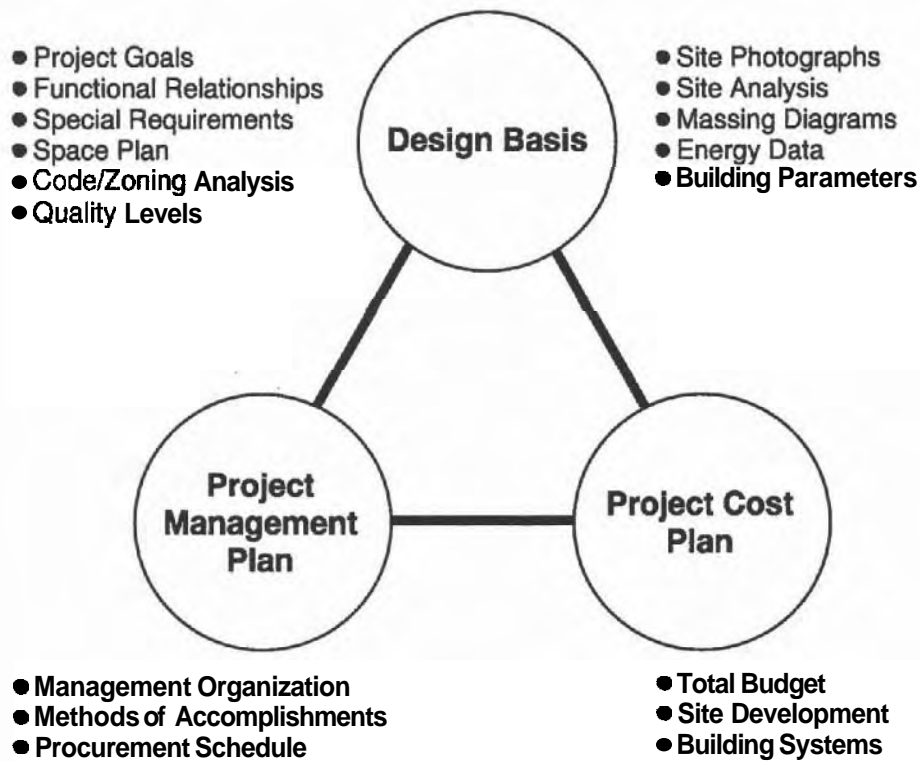 ● Project Goals
● Functional Relationships
● Special Requirements
● Space Plan
● Code/Zoning Analysis
● Quality Levels
Design Basis
● Site Photographs
● Site Analysis
● Massing Diagrams
● Energy Data
● Building Parameters
Project
Management
Plan
Project Cost
Plan
● Management Organization
● Methods of Accomplishments
● Procurement Schedule
● Total Budget
● Site Development
● Building Systems